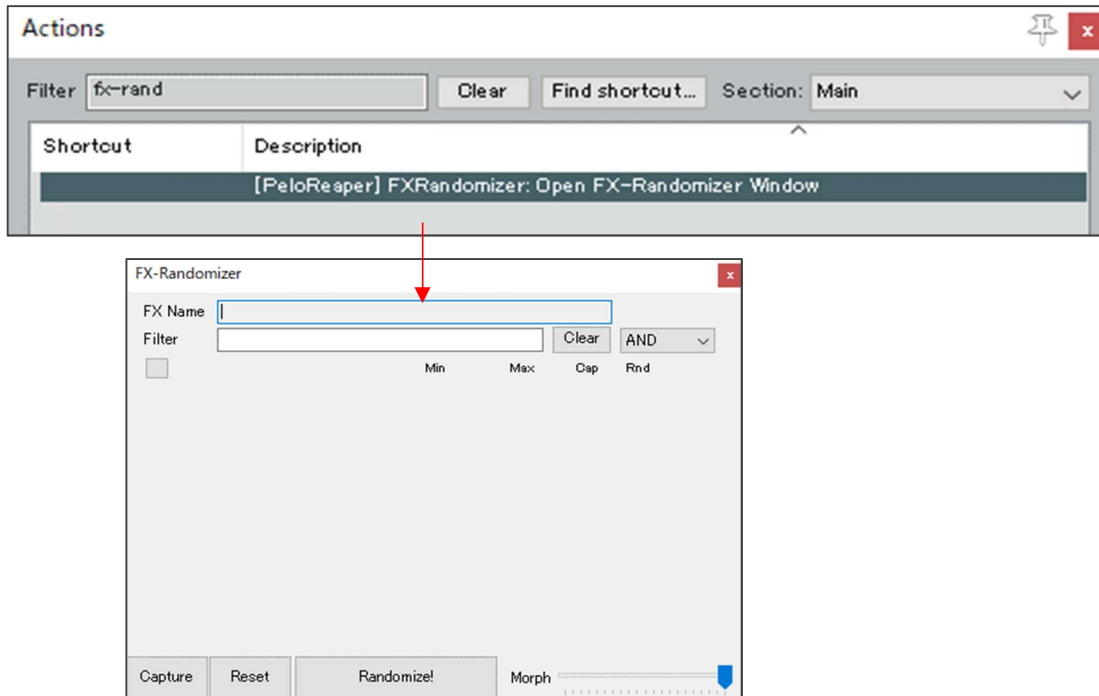 Actions
Filter fx-rand Clear Find shortcut... Section: Main
Shortcut Description
[PeloReaper] FXRandomizer: Open FX-Randomizer Window
FX-Randomizer
FX Name
Filter Clear AND
Min Max Cap Rnd
Capture Reset Randomize! Morph